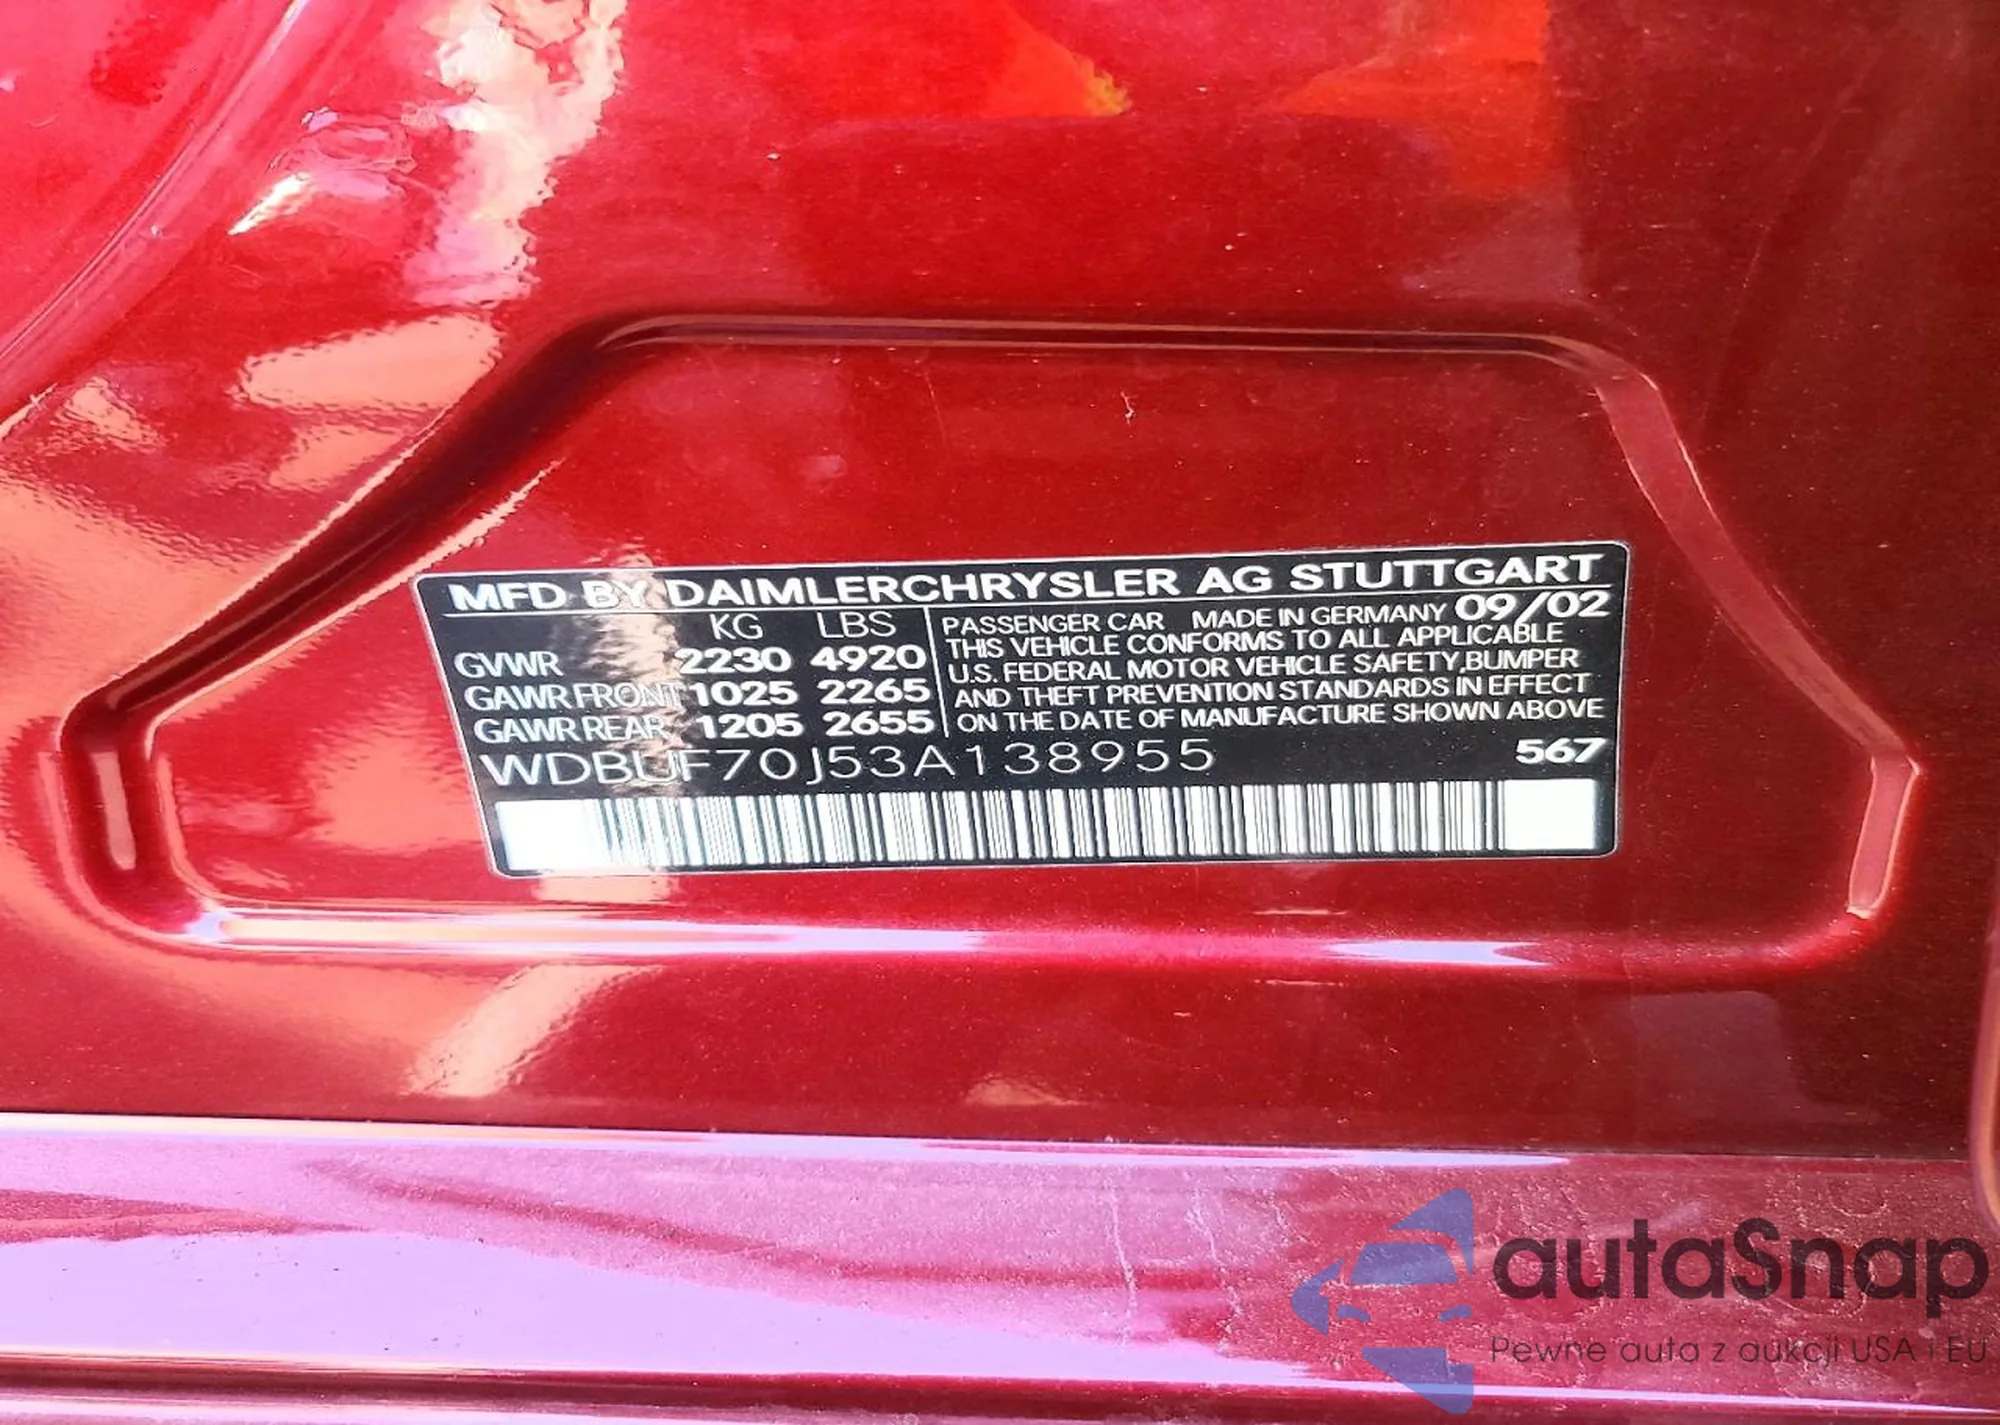 MFD BY DAIMLERCHRYSLER AG STUTTGART
KG LBS
GVWR 2230 4920
GAWR FRONT 1025 2265
GAWR REAR 1205 2655
PASSENGER CAR MADE IN GERMANY 09/02
THIS VEHICLE CONFORMS TO ALL APPLICABLE
U.S. FEDERAL MOTOR VEHICLE SAFETY, BUMPER
AND THEFT PREVENTION STANDARDS IN EFFECT
ON THE DATE OF MANUFACTURE SHOWN ABOVE
WDBUF70J53A138955 567
autaSnap
Pewne auta z aukcji USA i EU